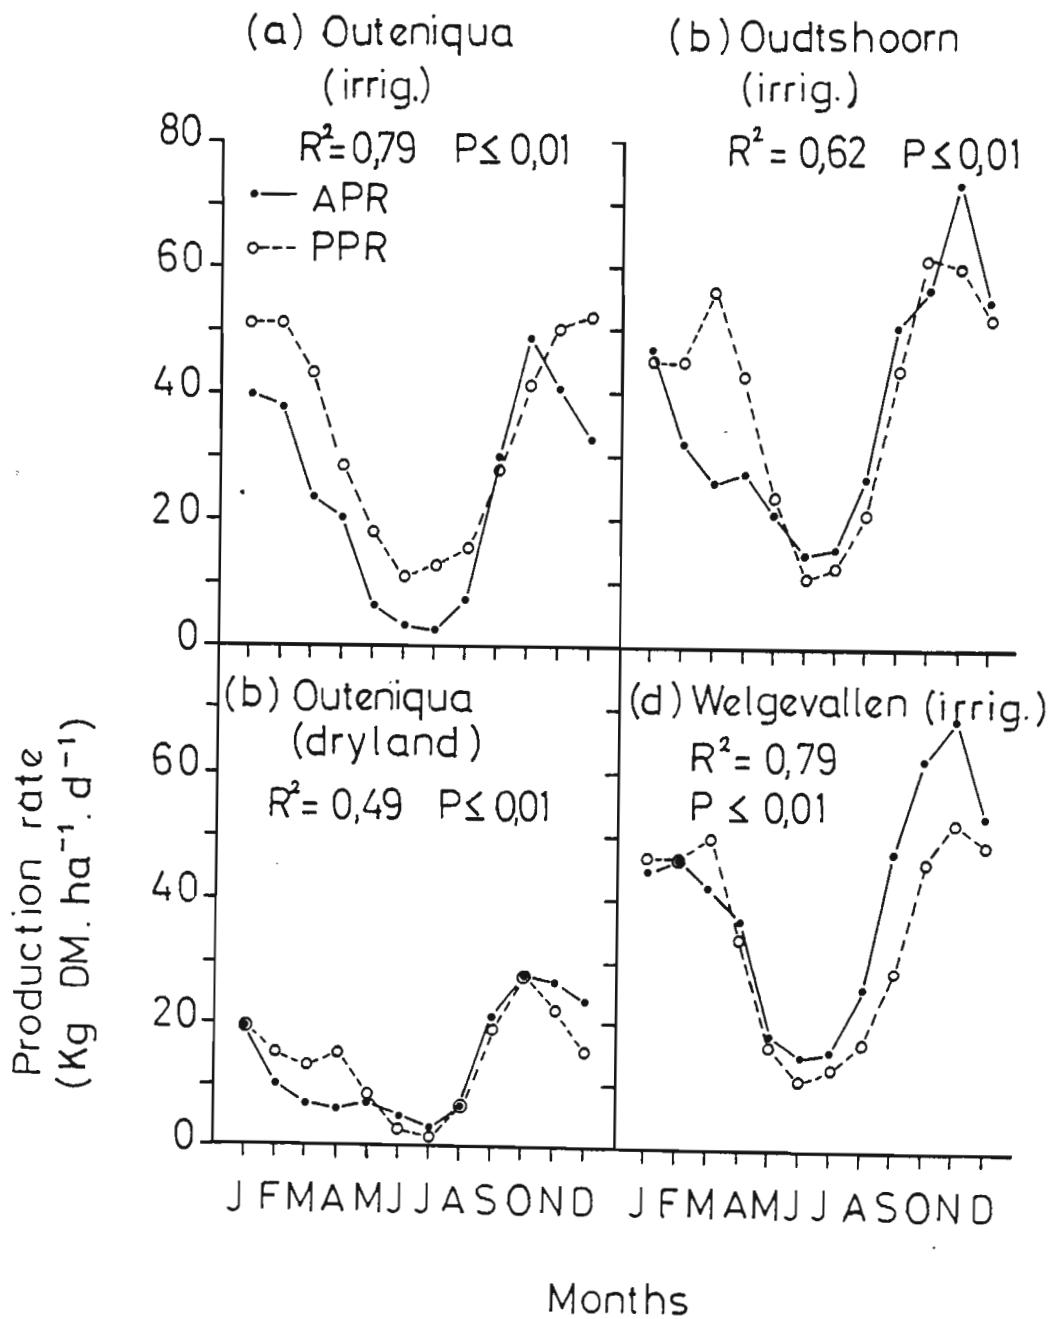 (a) Outeniqua
(irrig.)
R²=0,79 P≤0,01
APR
PPR
80
60
40
20
0
(b) Oudtshoorn
(irrig.)
R² = 0,62 P≤0,01
(b) Outeniqua
(dryland)
R²= 0,49 P≤0,01
60
40
20
0
(d) Welgevallen (irrig.)
R²= 0,79
P ≤ 0,01
Production rate
(Kg DM. ha⁻¹. d⁻¹)
J F M A M J J A S O N D
J F M A M J J A S O N D
Months